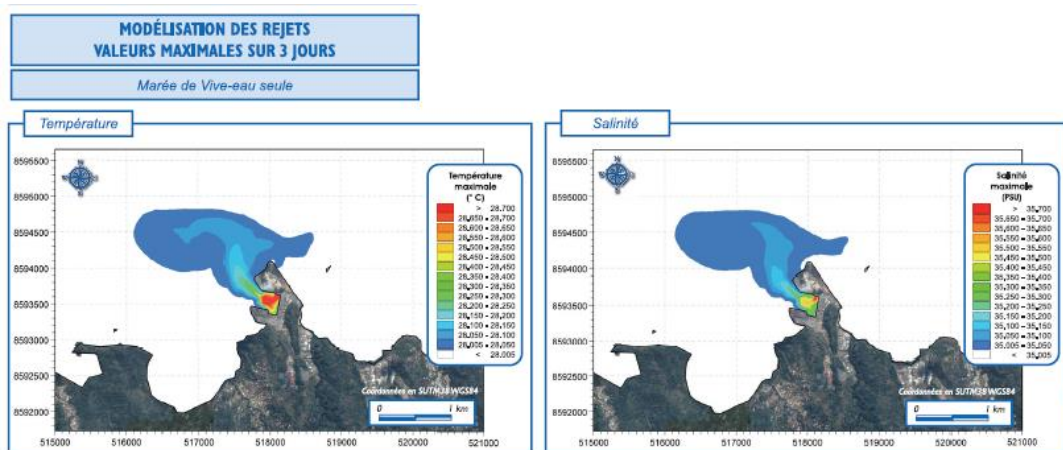 MODÉLISATION DES REJETS
VALEURS MAXIMALES SUR 3 JOURS
Marée de Vive-eau seule
Température
8595500
8595000
8594500
8594000
8593500
8593000
8592500
8592000
515000 516000 517000 518000 519000 520000 521000
Température
maximale
(° C)
> 28.700
28.650 - 28.700
28.600 - 28.650
28.550 - 28.600
28.500 - 28.550
28.450 - 28.500
28.400 - 28.450
28.350 - 28.400
28.300 - 28.350
28.250 - 28.300
28.200 - 28.250
28.150 - 28.200
28.100 - 28.150
28.050 - 28.100
28.005 - 28.050
< 28.005
Coordonnées en SUTM38 WGS84
0 1 km
Salinité
8595500
8595000
8594500
8594000
8593500
8593000
8592500
8592000
515000 516000 517000 518000 519000 520000 521000
Salinité
maximale
(PSU)
> 35.700
35.650 - 35.700
35.600 - 35.650
35.550 - 35.600
35.500 - 35.550
35.450 - 35.500
35.400 - 35.450
35.350 - 35.400
35.300 - 35.350
35.250 - 35.300
35.200 - 35.250
35.150 - 35.200
35.100 - 35.150
35.050 - 35.100
35.005 - 35.050
< 35.005
Coordonnées en SUTM38 WGS84
0 1 km